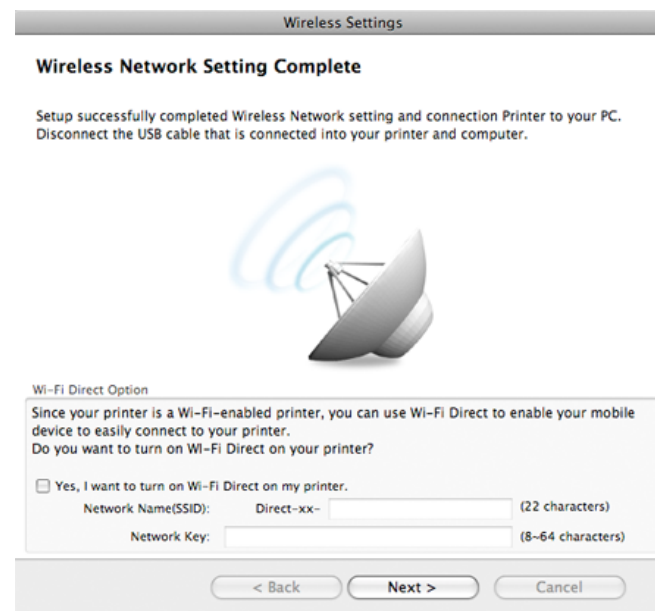 Wireless Settings
Wireless Network Setting Complete
Setup successfully completed Wireless Network setting and connection Printer to your PC.
Disconnect the USB cable that is connected into your printer and computer.
Wi-Fi Direct Option
Since your printer is a Wi-Fi-enabled printer, you can use Wi-Fi Direct to enable your mobile
device to easily connect to your printer.
Do you want to turn on WI-Fi Direct on your printer?
Yes, I want to turn on Wi-Fi Direct on my printer.
Network Name(SSID): Direct-xx- (22 characters)
Network Key: (8~64 characters)
< Back Next > Cancel